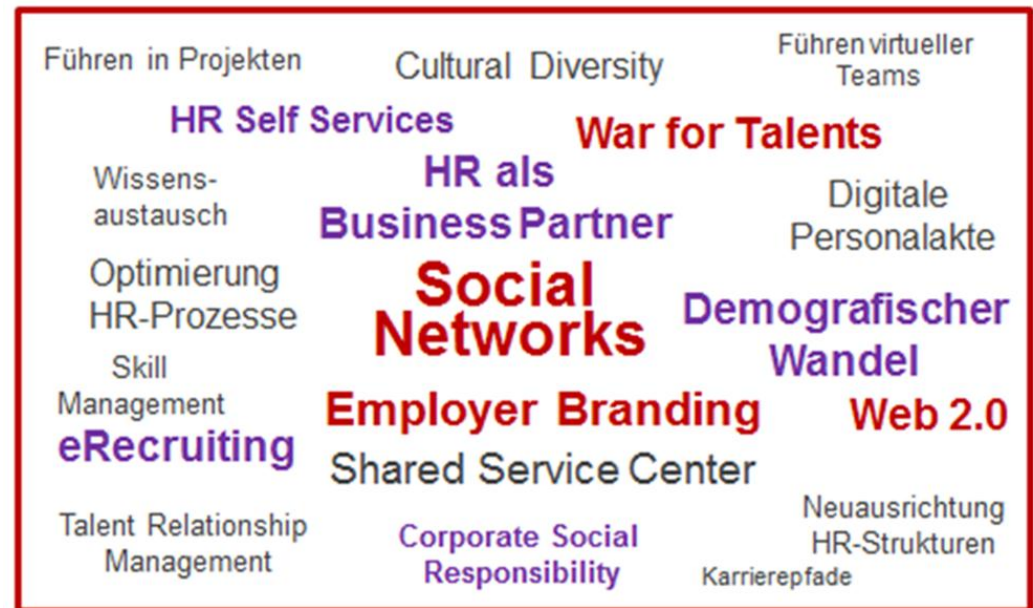 Führen in Projekten
Cultural Diversity
Führen virtueller
Teams
HR Self Services
War for Talents
Wissens-
austausch
HR als
Business Partner
Digitale
Personalakte
Optimierung
HR-Prozesse
Social
Networks
Demografischer
Wandel
Skill
Management
Employer Branding
Web 2.0
eRecruiting
Shared Service Center
Talent Relationship
Management
Corporate Social
Responsibility
Neuausrichtung
HR-Strukturen
Karrierepfade